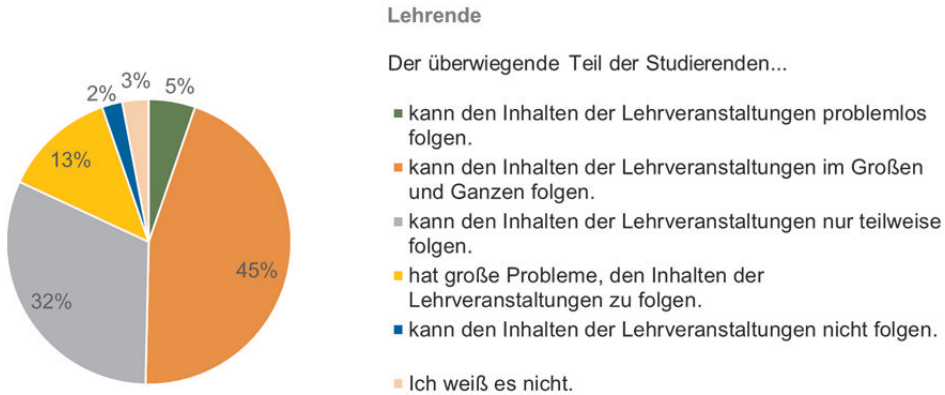 Lehrende
Der überwiegende Teil der Studierenden...
kann den Inhalten der Lehrveranstaltungen problemlos
folgen.
kann den Inhalten der Lehrveranstaltungen im Großen
und Ganzen folgen.
kann den Inhalten der Lehrveranstaltungen nur teilweise
folgen.
hat große Probleme, den Inhalten der
Lehrveranstaltungen zu folgen.
kann den Inhalten der Lehrveranstaltungen nicht folgen.
Ich weiß es nicht.
5%
45%
32%
13%
2%
3%